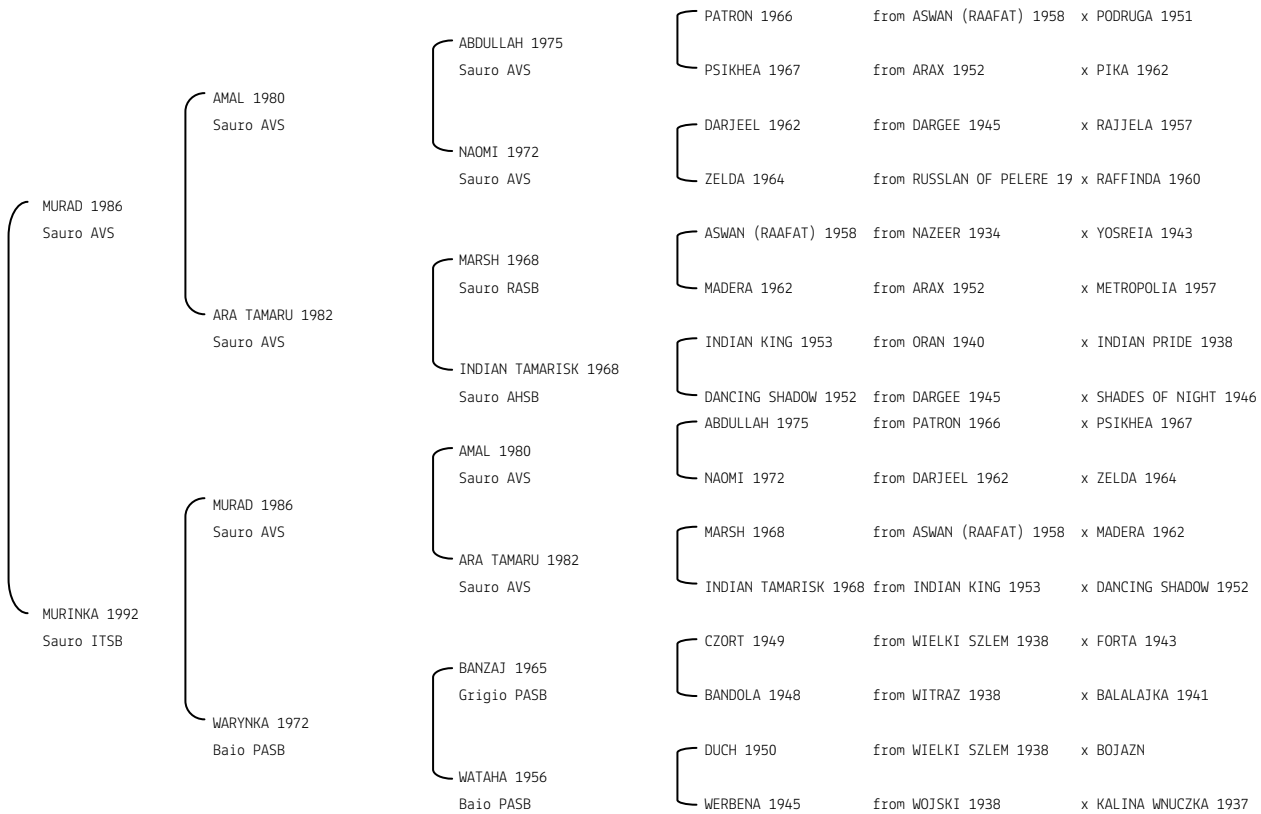 PATRON 1966 from ASWAN (RAAFAT) 1958 x PODRUGA 1951
ABDULLAH 1975
Sauro AVS PSIKHEA 1967 from ARAX 1952 x PIKA 1962
AMAL 1980
Sauro AVS DARJEEL 1962 from DARGEE 1945 x RAJJELA 1957
NAOMI 1972
Sauro AVS ZELDA 1964 from RUSSLAN OF PELERE 19 x RAFFINDA 1960
MURAD 1986
Sauro AVS ASWAN (RAAFAT) 1958 from NAZEER 1934 x YOSREIA 1943
MARSH 1968
Sauro RASB MADERA 1962 from ARAX 1952 x METROPOLIA 1957
ARA TAMARU 1982
Sauro AVS INDIAN KING 1953 from ORAN 1940 x INDIAN PRIDE 1938
INDIAN TAMARISK 1968
Sauro AHSB DANCING SHADOW 1952 from DARGEE 1945 x SHADES OF NIGHT 1946
ABDULLAH 1975 from PATRON 1966 x PSIKHEA 1967
AMAL 1980
Sauro AVS NAOMI 1972 from DARJEEL 1962 x ZELDA 1964
MURAD 1986
Sauro AVS MARSH 1968 from ASWAN (RAAFAT) 1958 x MADERA 1962
ARA TAMARU 1982
Sauro AVS INDIAN TAMARISK 1968 from INDIAN KING 1953 x DANCING SHADOW 1952
MURINKA 1992
Sauro ITSB CZORT 1949 from WIELKI SZLEM 1938 x FORTA 1943
BANZAJ 1965
Grigio PASB BANDOLA 1948 from WITRAZ 1938 x BALALAJKA 1941
WARYNKA 1972
Baio PASB DUCH 1950 from WIELKI SZLEM 1938 x BOJAZN
WATAHA 1956
Baio PASB WERBENA 1945 from WOJSKI 1938 x KALINA WNUCZKA 1937